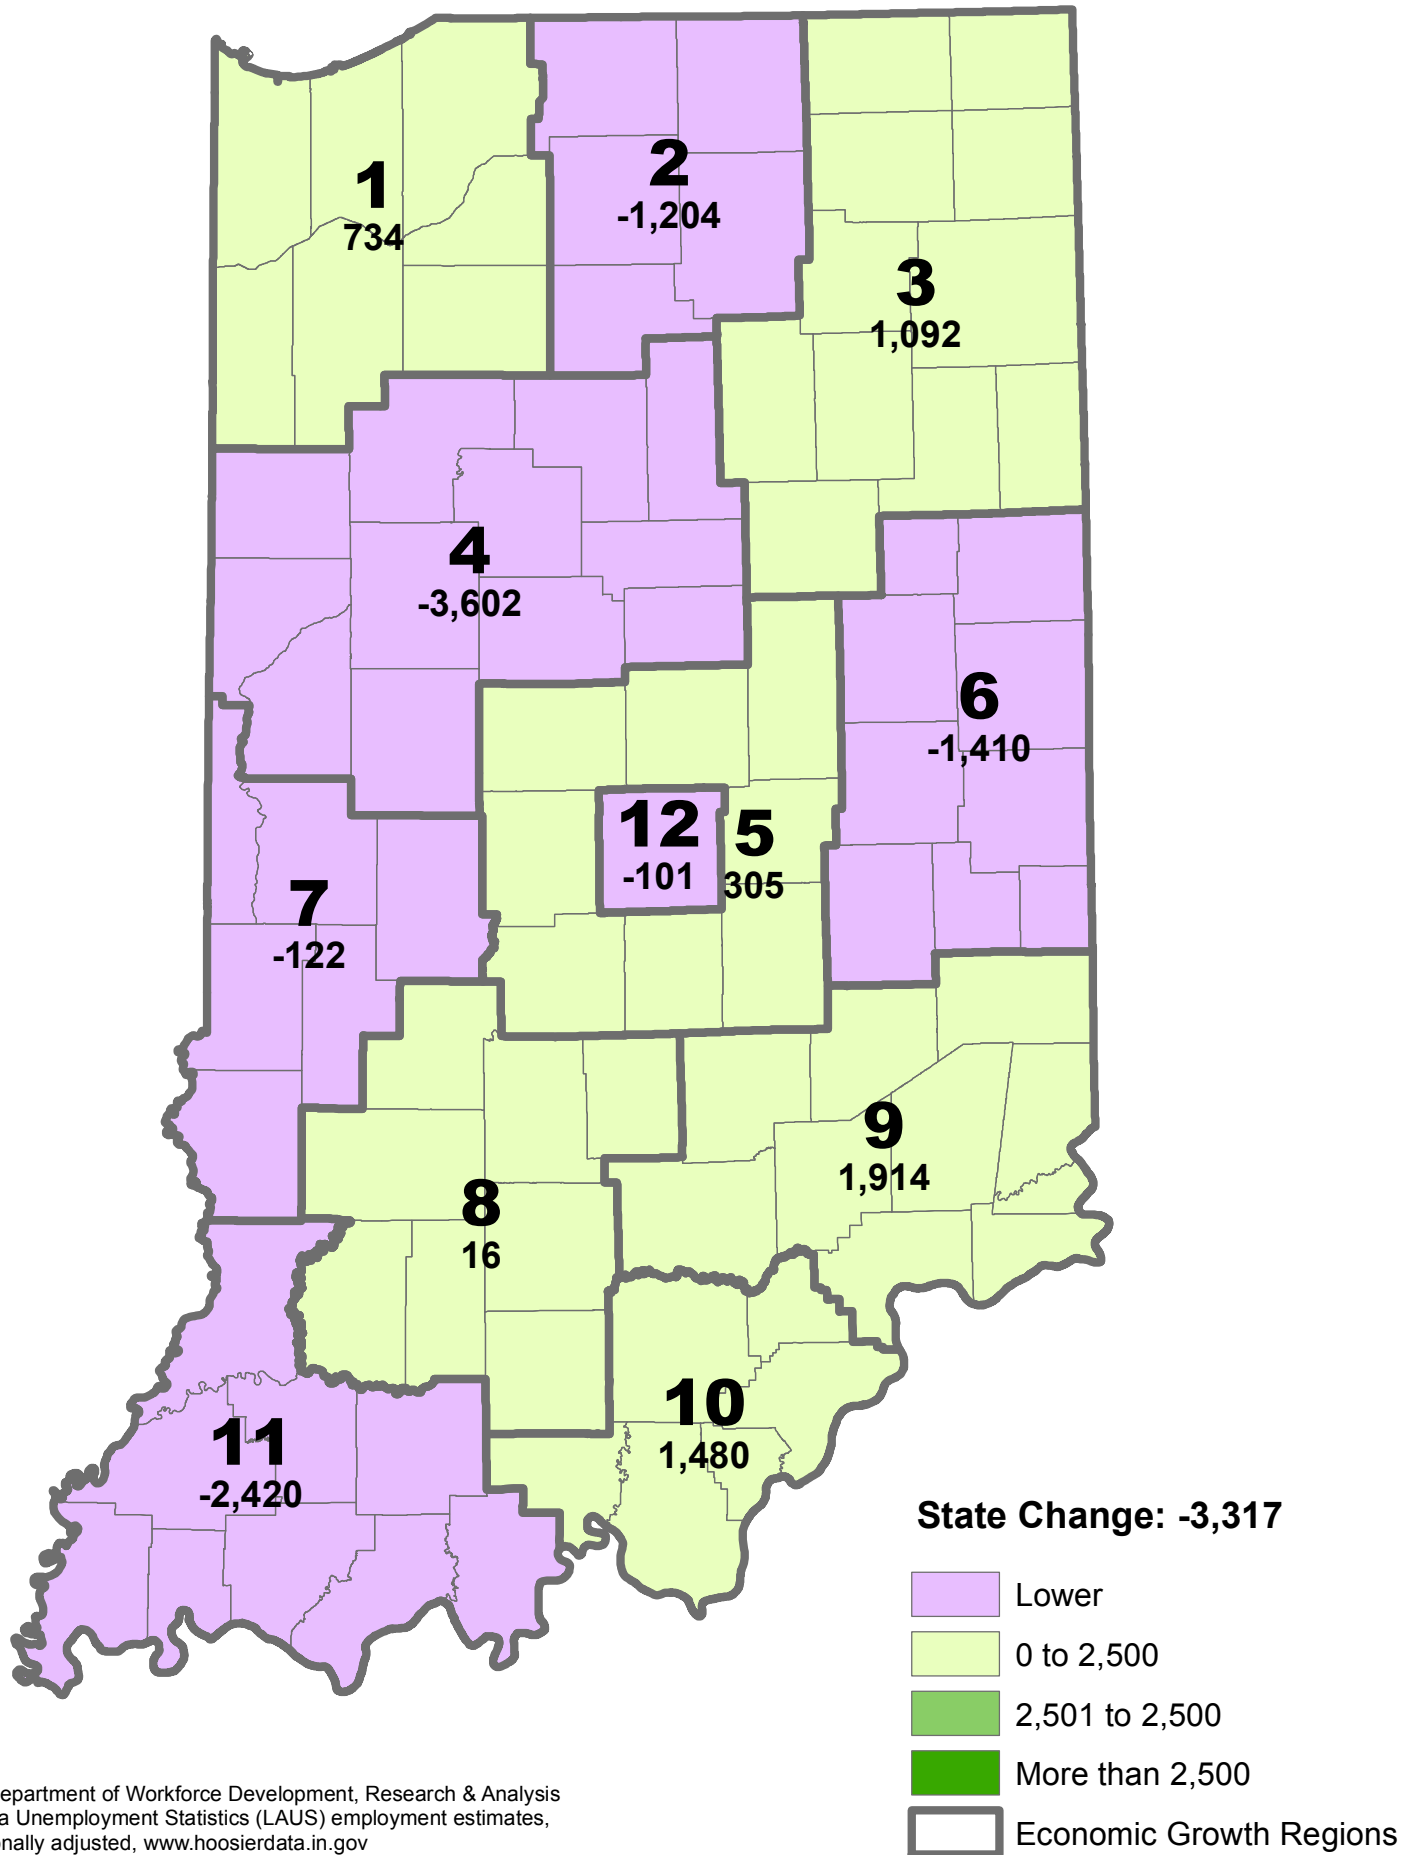 1
734
2
-1,204
3
1,092
4
-3,602
6
-1,410
12
-101
5
305
7
-122
9
1,914
8
16
10
1,480
11
-2,420
State Change: -3,317
Lower
0 to 2,500
2,501 to 2,500
More than 2,500
Economic Growth Regions
epartment of Workforce Development, Research & Analysis
a Unemployment Statistics (LAUS) employment estimates,
onally adjusted, www.hoosierdata.in.gov